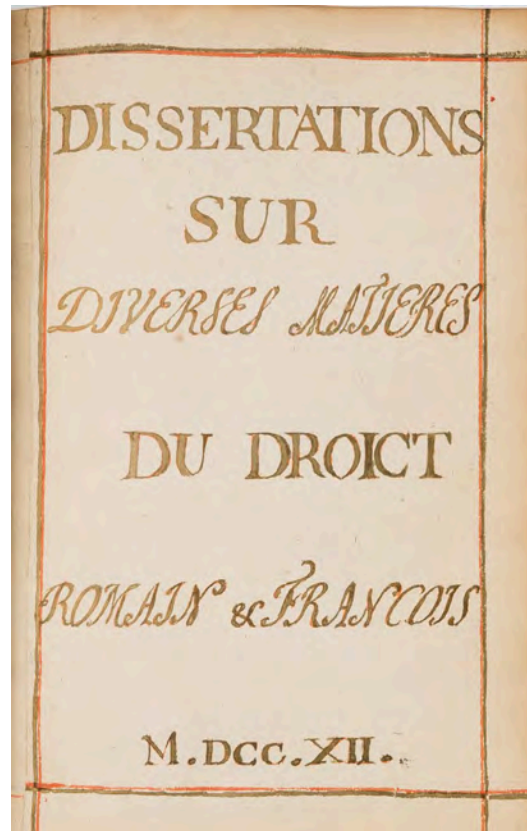 DISSERTATIONS
SUR
DIVERSES MATIERES
DU DROICT
ROMAIN & FRANCOIS
M.DCC.XII.